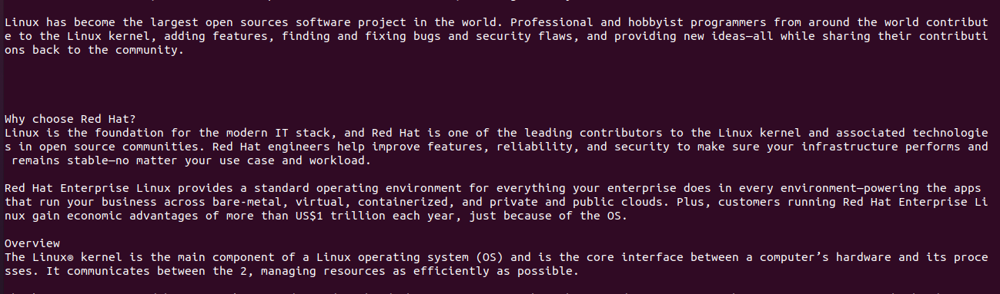 Linux has become the largest open sources software project in the world. Professional and hobbyist programmers from around the world contribut
e to the Linux kernel, adding features, finding and fixing bugs and security flaws, and providing new ideas—all while sharing their contributi
ons back to the community.
Why choose Red Hat?
Linux is the foundation for the modern IT stack, and Red Hat is one of the leading contributors to the Linux kernel and associated technologie
s in open source communities. Red Hat engineers help improve features, reliability, and security to make sure your infrastructure performs and
remains stable—no matter your use case and workload.
Red Hat Enterprise Linux provides a standard operating environment for everything your enterprise does in every environment—powering the apps
that run your business across bare-metal, virtual, containerized, and private and public clouds. Plus, customers running Red Hat Enterprise Li
nux gain economic advantages of more than US$1 trillion each year, just because of the OS.
Overview
The Linux® kernel is the main component of a Linux operating system (OS) and is the core interface between a computer’s hardware and its proce
sses. It communicates between the 2, managing resources as efficiently as possible.